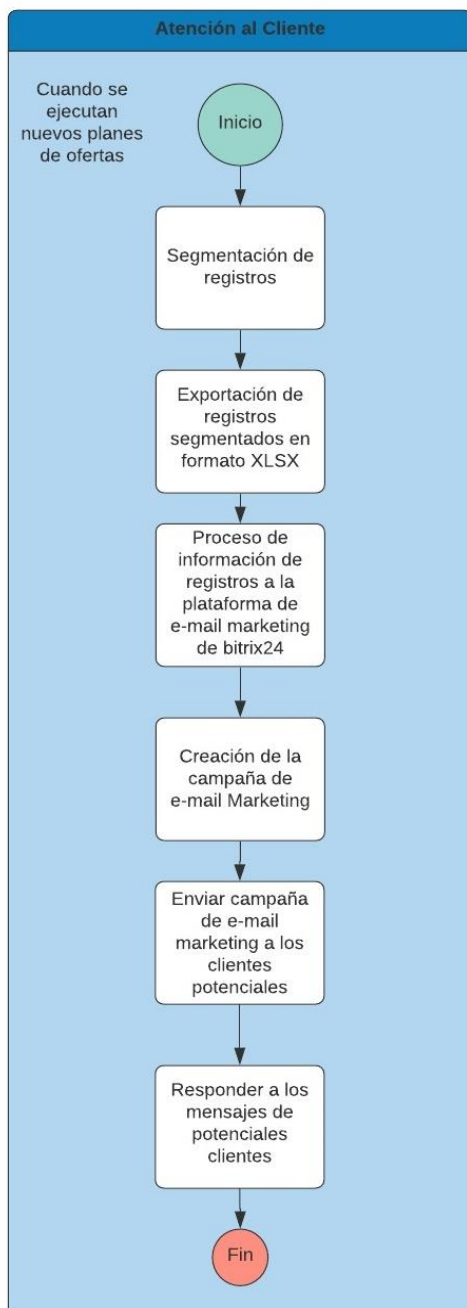 Atención al Cliente
Cuando se
ejecutan
nuevos planes
de ofertas
Inicio
Segmentación de
registros
Exportación de
registros
segmentados en
formato XLSX
Proceso de
información de
registros a la
plataforma de
e-mail marketing
de bitrix24
Creación de la
campaña de
e-mail Marketing
Enviar campaña
de e-mail
marketing a los
clientes
potenciales
Responder a los
mensajes de
potenciales
clientes
Fin